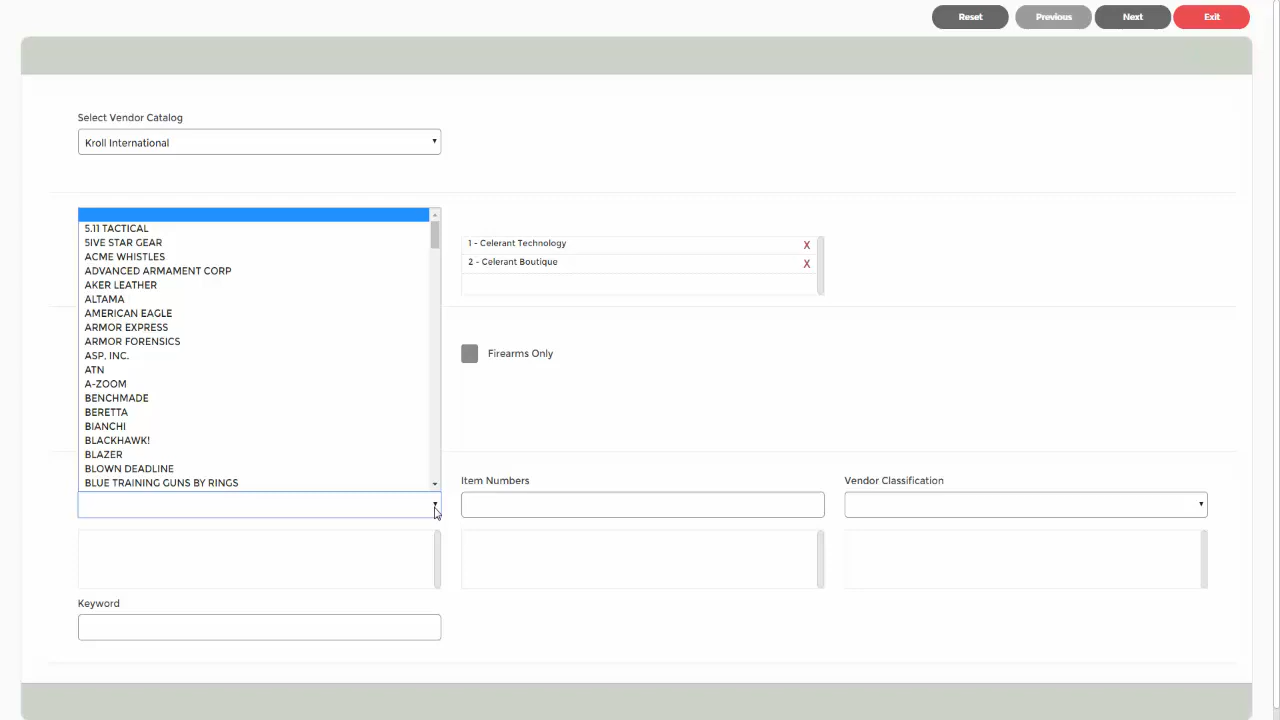 Reset
Previous
Next
Exit
Select Vendor Catalog
Kroll International
5.11 TACTICAL
5IVE STAR GEAR
ACME WHISTLES
ADVANCED ARMAMENT CORP
AKER LEATHER
ALTAMA
AMERICAN EAGLE
ARMOR EXPRESS
ARMOR FORENSICS
ASP, INC.
ATN
A-ZOOM
BENCHMADE
BERETTA
BIANCHI
BLACKHAWK!
BLAZER
BLOWN DEADLINE
BLUE TRAINING GUNS BY RINGS
1 - Celerant Technology X
2 - Celerant Boutique X
Firearms Only
Item Numbers
Vendor Classification
Keyword